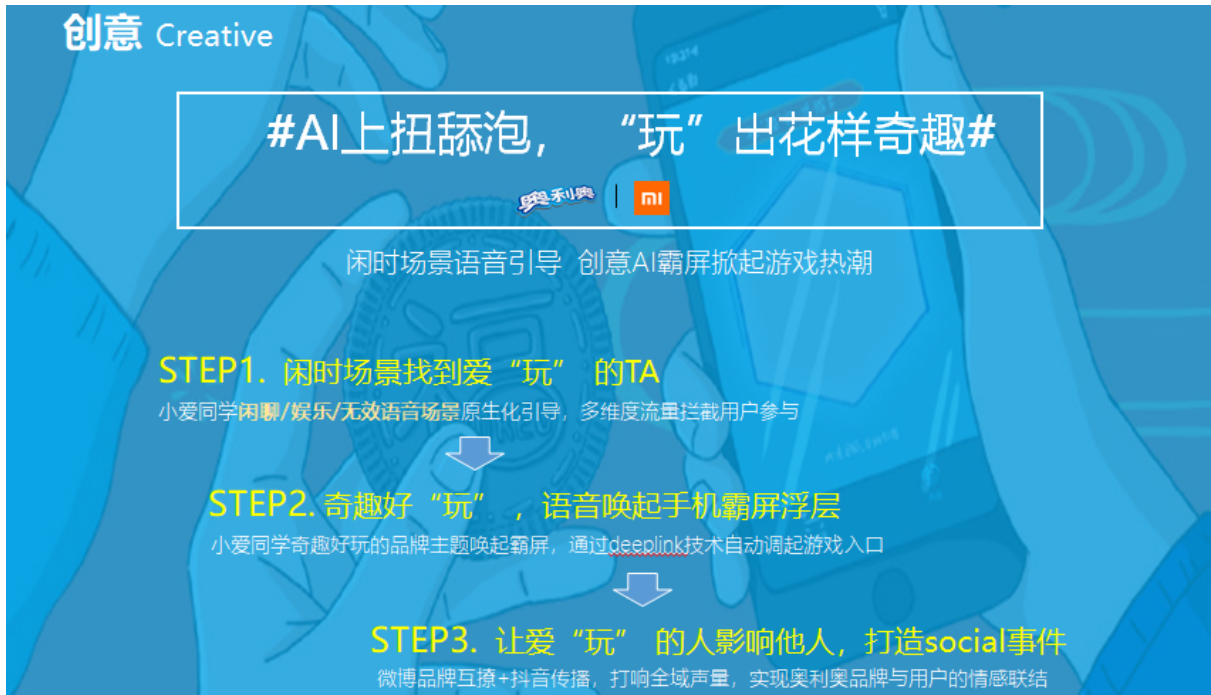 创意 Creative
#AI上扭舔泡，“玩”出花样奇趣#
奥利奥 | mi
闲时场景语音引导 创意AI霸屏掀起游戏热潮
STEP1. 闲时场景找到爱“玩” 的TA
小爱同学闲聊/娱乐/无效语音场景原生化引导，多维度流量拦截用户参与
STEP2. 奇趣好“玩” ，语音唤起手机霸屏浮层
小爱同学奇趣好玩的品牌主题唤起霸屏，通过deeplink技术自动调起游戏入口
STEP3. 让爱“玩” 的人影响他人，打造social事件
微博品牌互撩+抖音传播，打响全域声量，实现奥利奥品牌与用户的情感联结